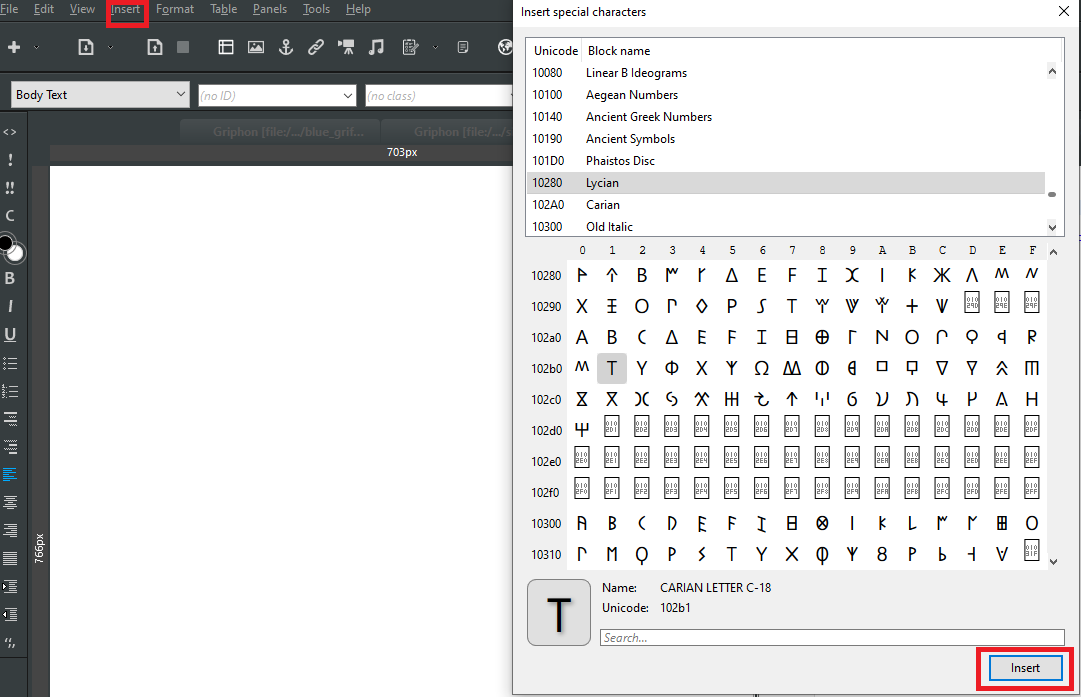 File Edit View Insert Format Table Panels Tools Help
Body Text (no ID) (no class)
Griphon [file:/.../blue_grif... Griphon [file:/.../s
703px
766px
B
I
U
Insert special characters
Unicode Block name
10080 Linear B Ideograms
10100 Aegean Numbers
10140 Ancient Greek Numbers
10190 Ancient Symbols
101D0 Phaistos Disc
10280 Lycian
102A0 Carian
10300 Old Italic
0 1 2 3 4 5 6 7 8 9 A B C D E F
10280 𐊀 𐊁 𐊂 𐊃 𐊄 𐊅 𐊆 𐊇 𐊈 𐊉 𐊊 𐊋 𐊌 𐊍 𐊎 𐊏
10290 𐊐 𐊑 𐊒 𐊓 𐊔 𐊕 𐊖 𐊗 𐊘 𐊙 𐊚 𐊛 𐊜
102a0 𐊠 𐊡 𐊢 𐊣 𐊤 𐊥 𐊦 𐊧 𐊨 𐊩 𐊪 𐊫 𐊬 𐊭 𐊮 𐊯
102b0 𐊰 𐊱 𐊲 𐊳 𐊴 𐊵 𐊶 𐊷 𐊸 𐊹 𐊺 𐊻 𐊼 𐊽 𐊾 𐊿
102c0 𐋀 𐋁 𐋂 𐋃 𐋄 𐋅 𐋆 𐋇 𐋈 𐋉 𐋊 𐋋 𐋌 𐋍 𐋎 𐋏
102d0 𐋐
102e0
102f0
10300 𐌀 𐌁 𐌂 𐌃 𐌄 𐌅 𐌆 𐌇 𐌈 𐌉 𐌊 𐌋 𐌌 𐌍 𐌎 𐌏
10310 𐌐 𐌑 𐌒 𐌓 𐌔 𐌕 𐌖 𐌗 𐌘 𐌙 𐌚 𐌛 𐌜 𐌝 𐌞
𐊱
Name: CARIAN LETTER C-18
Unicode: 102b1
Search...
Insert